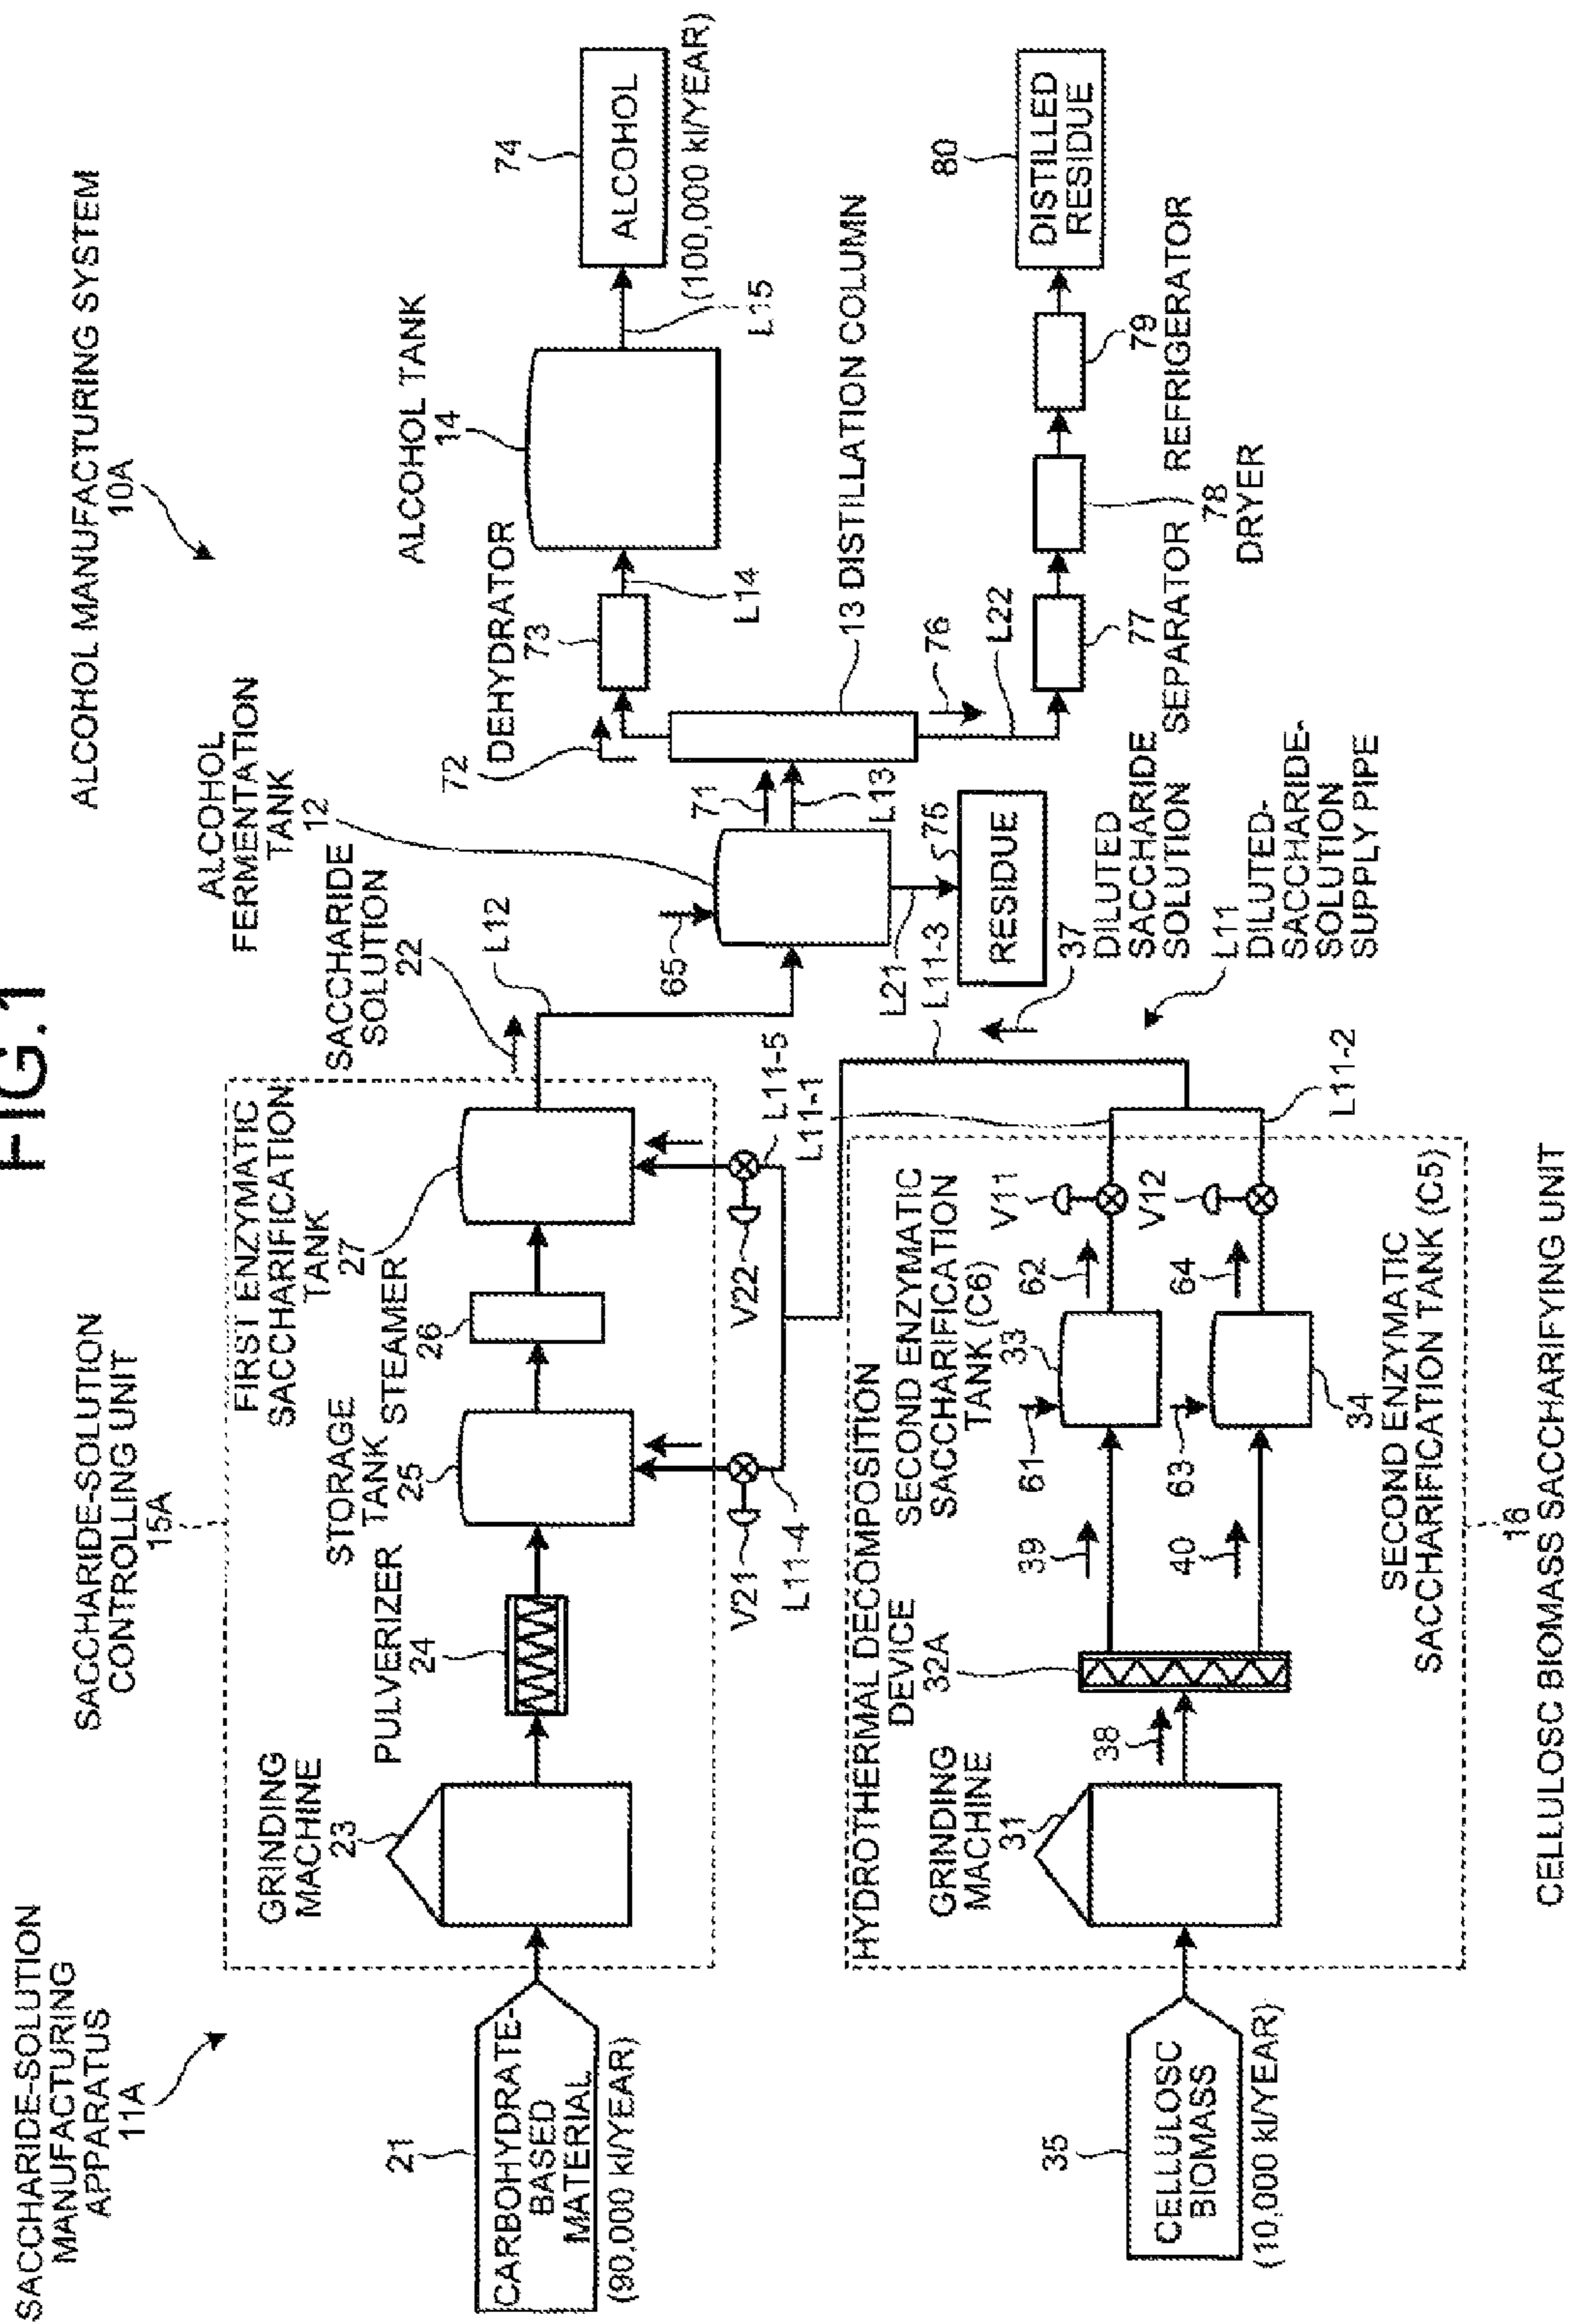 FIG.1
ALCOHOL MANUFACTURING SYSTEM
10A
SACCHARIDE-SOLUTION
MANUFACTURING
APPARATUS
11A
SACCHARIDE-SOLUTION
CONTROLLING UNIT
15A
21
CARBOHYDRATE-
BASED
MATERIAL
(90,000 kl/YEAR)
GRINDING
MACHINE
23
PULVERIZER
24
STORAGE
TANK
25
STEAMER
26
FIRST ENZYMATIC
SACCHARIFICATION
TANK
27
SACCHARIDE
SOLUTION
22
L12
ALCOHOL
FERMENTATION
TANK
12
65
71
L13
72
DEHYDRATOR
73
L14
ALCOHOL TANK
14
L15
74
ALCOHOL
(100,000 kl/YEAR)
13 DISTILLATION COLUMN
76
L22
77
SEPARATOR
78
DRYER
79
REFRIGERATOR
80
DISTILLED
RESIDUE
L21
75
RESIDUE
V21
L11-4
V22
L11-5
L11-1
L11-3
37
DILUTED
SACCHARIDE
SOLUTION
L11
DILUTED-
SACCHARIDE-
SOLUTION
SUPPLY PIPE
L11-2
35
CELLULOSC
BIOMASS
(10,000 kl/YEAR)
GRINDING
MACHINE
31
38
HYDROTHERMAL DECOMPOSITION
DEVICE
32A
39
40
SECOND ENZYMATIC
SACCHARIFICATION
TANK (C6)
33
61
62
V11
63
64
V12
34
SECOND ENZYMATIC
SACCHARIFICATION TANK (C5)
16
CELLULOSC BIOMASS SACCHARIFYING UNIT